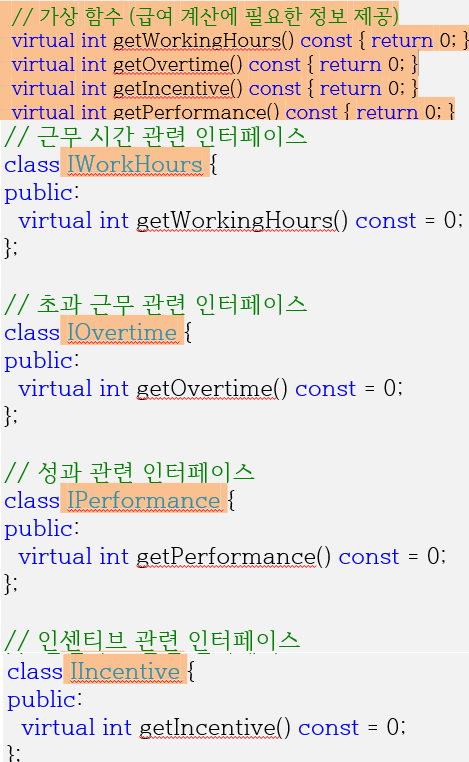 // 가상 함수 (급여 계산에 필요한 정보 제공)
virtual int getWorkingHours() const { return 0; }
virtual int getOvertime() const { return 0; }
virtual int getIncentive() const { return 0; }
virtual int getPerformance() const { return 0; }
// 근무 시간 관련 인터페이스
class IWorkHours {
public:
virtual int getWorkingHours() const = 0;
};
// 초과 근무 관련 인터페이스
class IOvertime {
public:
virtual int getOvertime() const = 0;
};
// 성과 관련 인터페이스
class IPerformance {
public:
virtual int getPerformance() const = 0;
};
// 인센티브 관련 인터페이스
class IIncentive {
public:
virtual int getIncentive() const = 0;
};